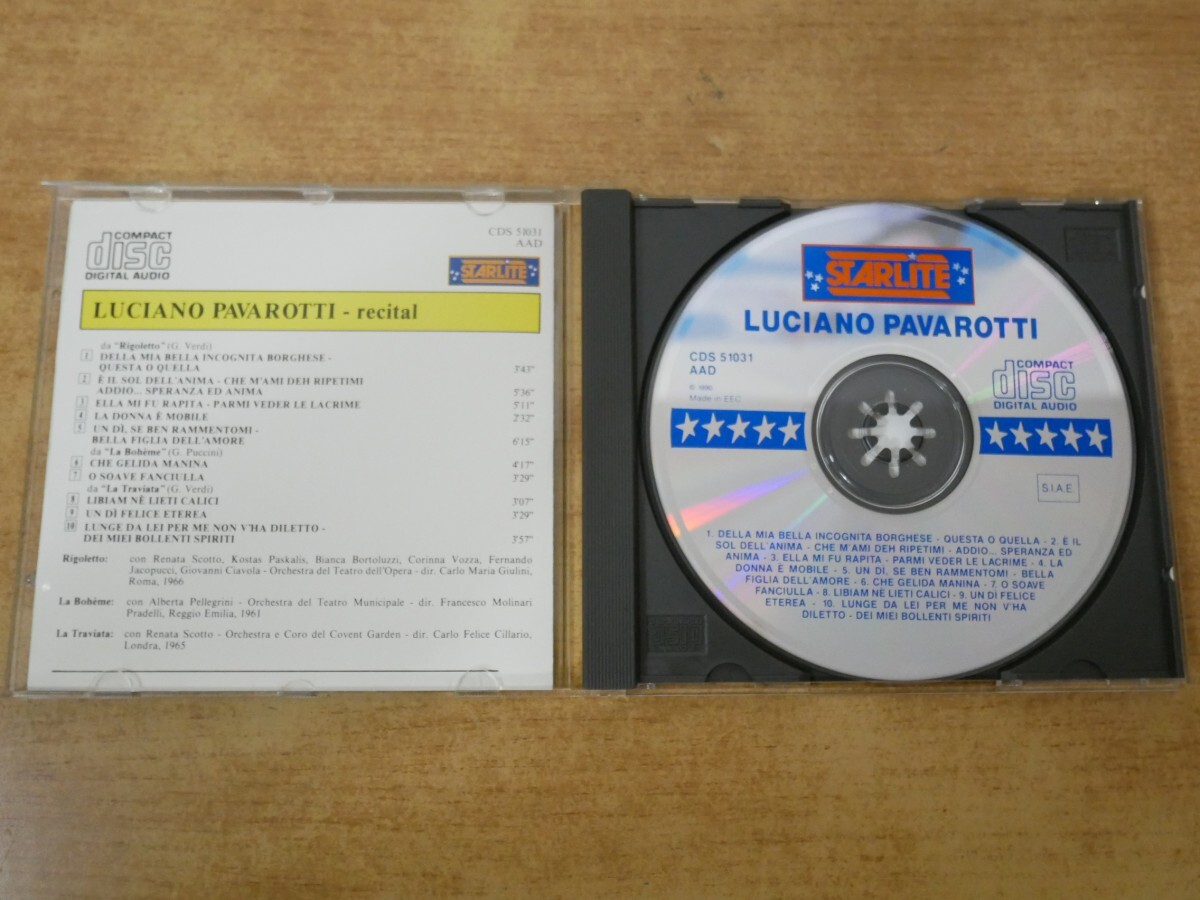 COMPACT
disc
DIGITAL AUDIO
CDS 51031
AAD
STARLITE
LUCIANO PAVAROTTI - recital
da "Rigoletto" (G. Verdi)
1 DELLA MIA BELLA INCOGNITA BORGHESE -
QUESTA O QUELLA 3'43"
2 È IL SOL DELL'ANIMA - CHE M'AMI DEH RIPETIMI
ADDIO... SPERANZA ED ANIMA 5'36"
3 ELLA MI FU RAPITA - PARMI VEDER LE LACRIME 5'11"
4 LA DONNA È MOBILE 2'32"
5 UN DÌ, SE BEN RAMMENTOMI -
BELLA FIGLIA DELL'AMORE 6'15"
da "La Bohème" (G. Puccini)
6 CHE GELIDA MANINA 4'17"
7 O SOAVE FANCIULLA 3'29"
da "La Traviata" (G. Verdi)
8 LIBIAM NÈ LIETI CALICI 3'07"
9 UN DÌ FELICE ETEREA 3'29"
10 LUNGE DA LEI PER ME NON V'HA DILETTO -
DEI MIEI BOLLENTI SPIRITI 3'57"
Rigoletto: con Renata Scotto, Kostas Paskalis, Bianca Bortoluzzi, Corinna Vozza, Fernando
Jacopucci, Giovanni Ciavola - Orchestra del Teatro dell'Opera - dir. Carlo Maria Giulini,
Roma, 1966
La Bohème: con Alberta Pellegrini - Orchestra del Teatro Municipale - dir. Francesco Molinari
Pradelli, Reggio Emilia, 1961
La Traviata: con Renata Scotto - Orchestra e Coro del Covent Garden - dir. Carlo Felice Cillario,
Londra, 1965
STARLITE
LUCIANO PAVAROTTI
CDS 51031
AAD
Made in EEC
COMPACT
disc
DIGITAL AUDIO
S.I.A.E.
1. DELLA MIA BELLA INCOGNITA BORGHESE - QUESTA O QUELLA - 2. È IL
SOL DELL'ANIMA - CHE M'AMI DEH RIPETIMI - ADDIO... SPERANZA ED
ANIMA - 3. ELLA MI FU RAPITA - PARMI VEDER LE LACRIME - 4. LA
DONNA È MOBILE - 5. UN DÌ, SE BEN RAMMENTOMI - BELLA
FIGLIA DELL'AMORE - 6. CHE GELIDA MANINA - 7. O SOAVE
FANCIULLA - 8. LIBIAM NÈ LIETI CALICI - 9. UN DÌ FELICE
ETEREA - 10. LUNGE DA LEI PER ME NON V'HA
DILETTO - DEI MIEI BOLLENTI SPIRITI